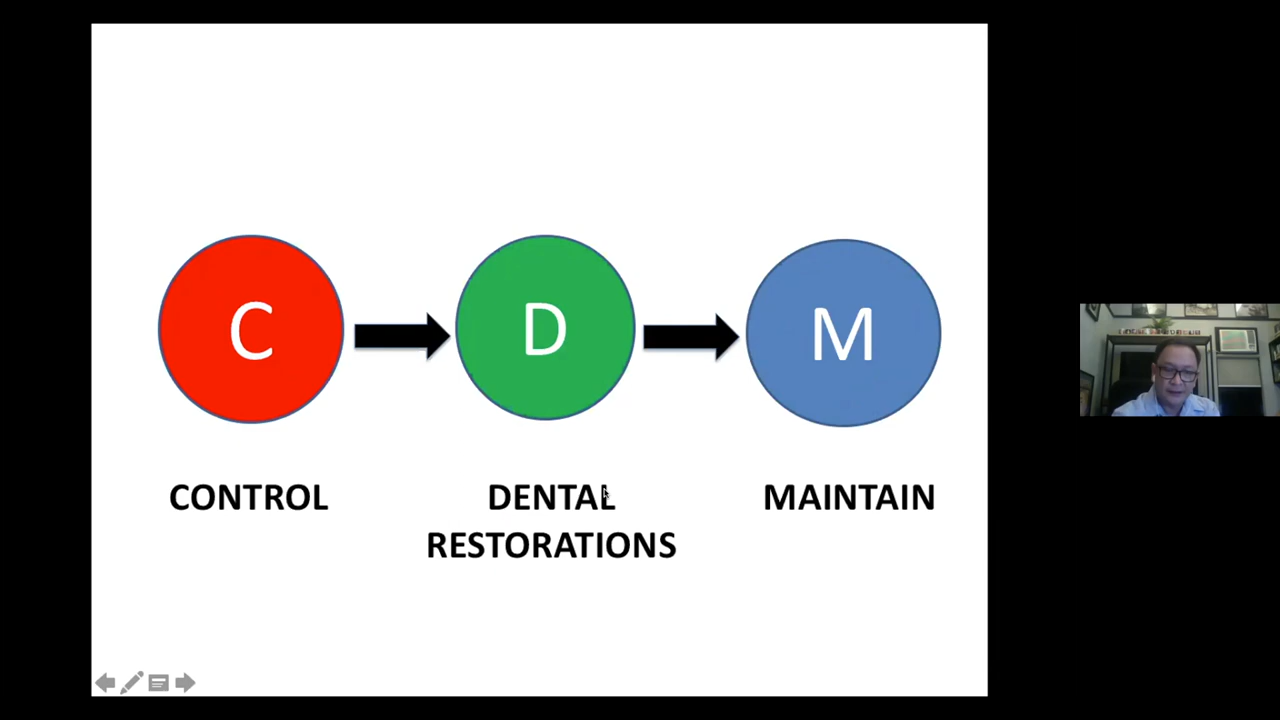 C
D
M
CONTROL
DENTAL
RESTORATIONS
MAINTAIN